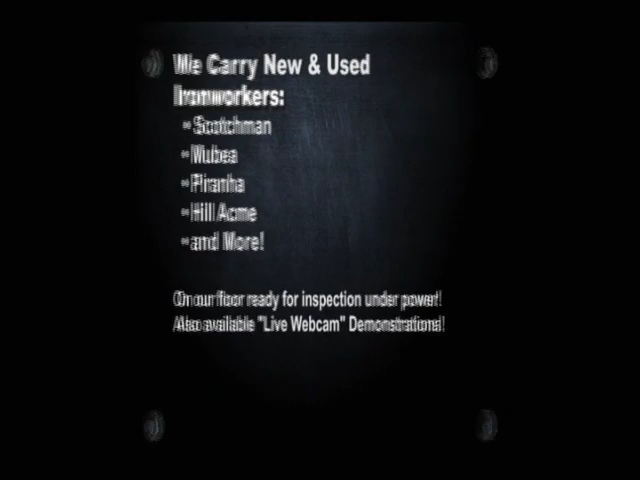 We Carry New & Used
Ironworkers:
- Scotchman
- Mubea
- Piranha
- Hill Acme
- and More!
On our floor ready for inspection under power!
Also available "Live Webcam" Demonstrations!